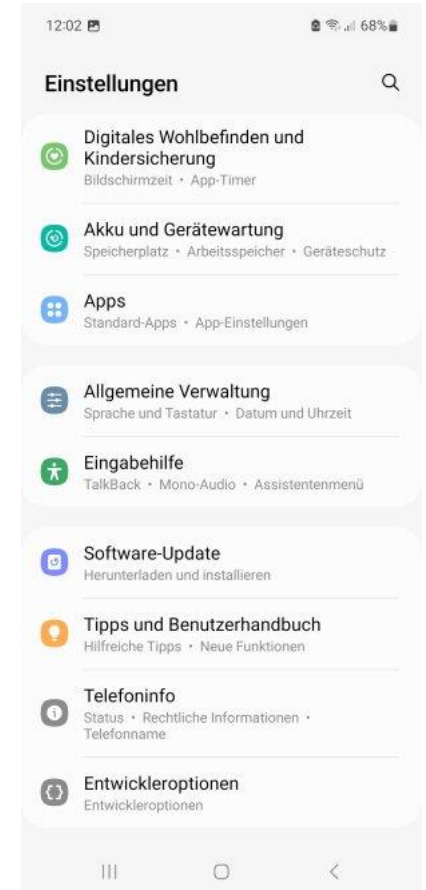 12:02 68%
Einstellungen
Digitales Wohlbefinden und
Kindersicherung
Bildschirmzeit • App-Timer
Akku und Gerätewartung
Speicherplatz • Arbeitsspeicher • Geräteschutz
Apps
Standard-Apps • App-Einstellungen
Allgemeine Verwaltung
Sprache und Tastatur • Datum und Uhrzeit
Eingabehilfe
TalkBack • Mono-Audio • Assistentenmenü
Software-Update
Herunterladen und installieren
Tipps und Benutzerhandbuch
Hilfreiche Tipps • Neue Funktionen
Telefoninfo
Status • Rechtliche Informationen •
Telefonname
Entwickleroptionen
Entwickleroptionen